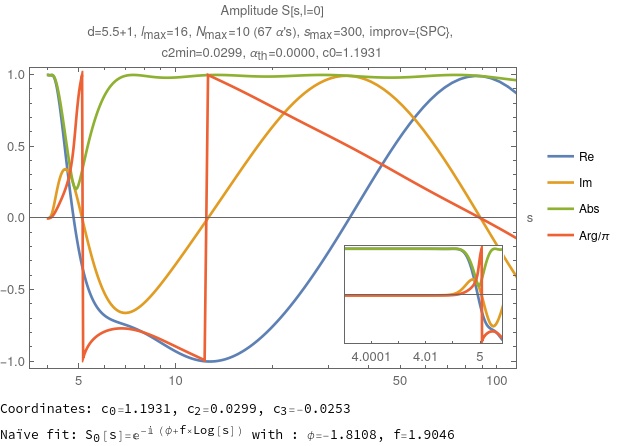 Amplitude S[s,l=0]
d=5.5+1, lmax=16, Nmax=10 (67 α's), smax=300, improv={SPC},
c2min=0.0299, αth=0.0000, c0=1.1931
1.0
0.5
0.0
-0.5
-1.0
5
10
50
100
s
4.0001
4.01
5
Re
Im
Abs
Arg/π
Coordinates: c0=1.1931, c2=0.0299, c3=-0.0253
Naïve fit: S0[s]=e^-i (ϕ+f×Log[s]) with : ϕ=-1.8108, f=1.9046